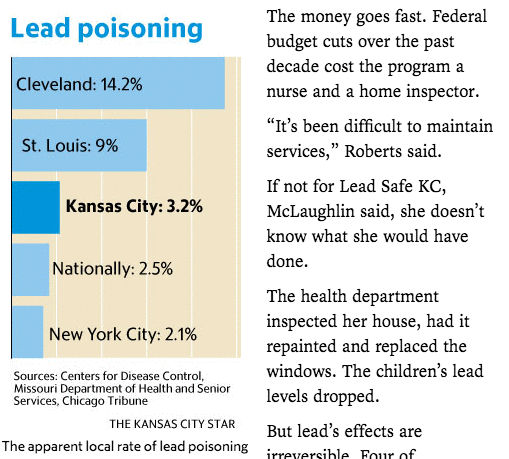 Lead poisoning
Cleveland: 14.2%
St. Louis: 9%
Kansas City: 3.2%
Nationally: 2.5%
New York City: 2.1%
Sources: Centers for Disease Control,
Missouri Department of Health and Senior
Services, Chicago Tribune
THE KANSAS CITY STAR
The apparent local rate of lead poisoning
The money goes fast. Federal
budget cuts over the past
decade cost the program a
nurse and a home inspector.
“It’s been difficult to maintain
services,” Roberts said.
If not for Lead Safe KC,
McLaughlin said, she doesn’t
know what she would have
done.
The health department
inspected her house, had it
repainted and replaced the
windows. The children’s lead
levels dropped.
But lead’s effects are
irreversible. Four of